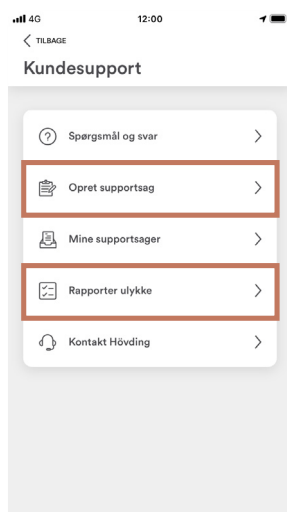 4G 12:00
TILBAGE
Kundesupport
Spørgsmål og svar
Opret supportsag
Mine supportsager
Rapporter ulykke
Kontakt Hövding